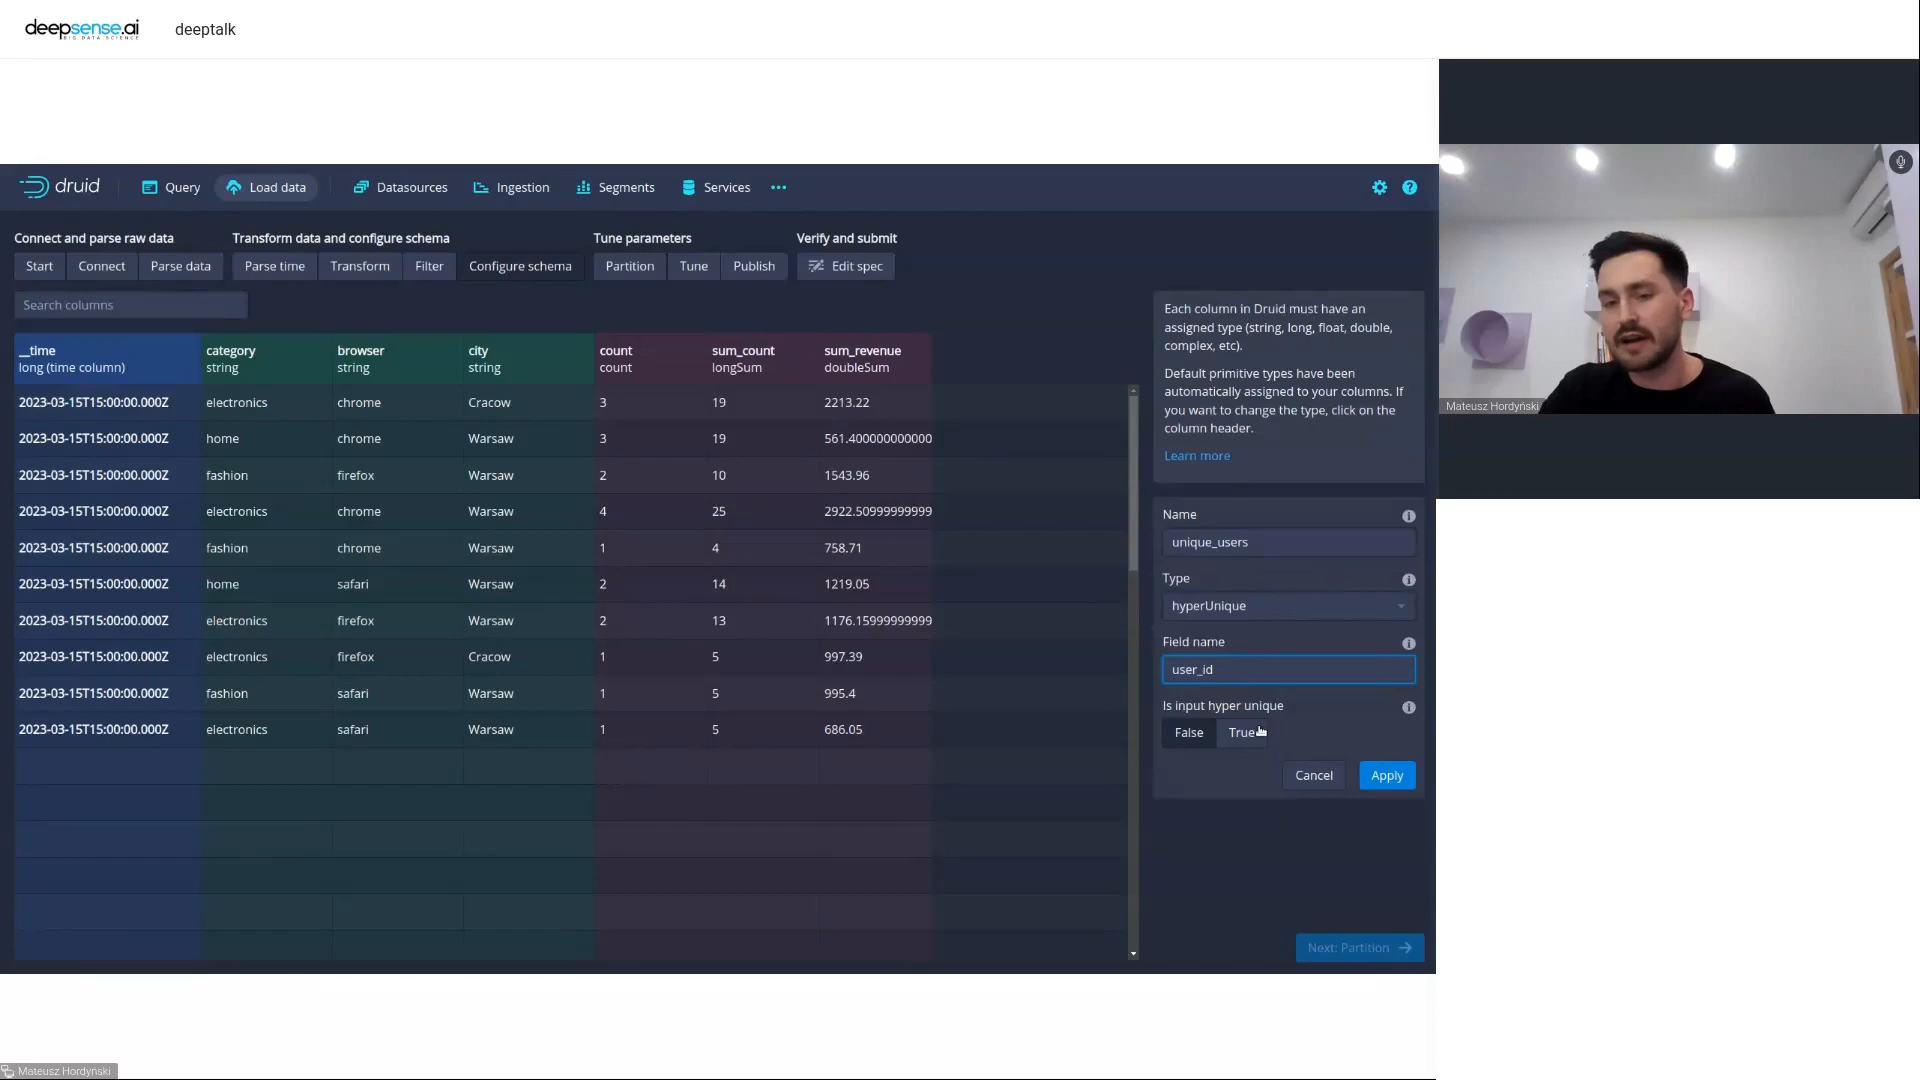 deepsense.ai
BIG DATA SCIENCE
deeptalk
druid
Query
Load data
Datasources
Ingestion
Segments
Services
Connect and parse raw data
Transform data and configure schema
Tune parameters
Verify and submit
Start
Connect
Parse data
Parse time
Transform
Filter
Configure schema
Partition
Tune
Publish
Edit spec
Search columns
__time category browser city count sum_count sum_revenue
long (time column) string string string count longSum doubleSum
2023-03-15T15:00:00.000Z electronics chrome Cracow 3 19 2213.22
2023-03-15T15:00:00.000Z home chrome Warsaw 3 19 561.400000000000
2023-03-15T15:00:00.000Z fashion firefox Warsaw 2 10 1543.96
2023-03-15T15:00:00.000Z electronics chrome Warsaw 4 25 2922.50999999999
2023-03-15T15:00:00.000Z fashion chrome Warsaw 1 4 758.71
2023-03-15T15:00:00.000Z home safari Warsaw 2 14 1219.05
2023-03-15T15:00:00.000Z electronics firefox Warsaw 2 13 1176.15999999999
2023-03-15T15:00:00.000Z electronics firefox Cracow 1 5 997.39
2023-03-15T15:00:00.000Z fashion safari Warsaw 1 5 995.4
2023-03-15T15:00:00.000Z electronics safari Warsaw 1 5 686.05
Each column in Druid must have an
assigned type (string, long, float, double,
complex, etc).
Default primitive types have been
automatically assigned to your columns. If
you want to change the type, click on the
column header.
Learn more
Name
unique_users
Type
hyperUnique
Field name
user_id
Is input hyper unique
False
True
Cancel
Apply
Next: Partition
Mateusz Hordyński
Mateusz Hordyński